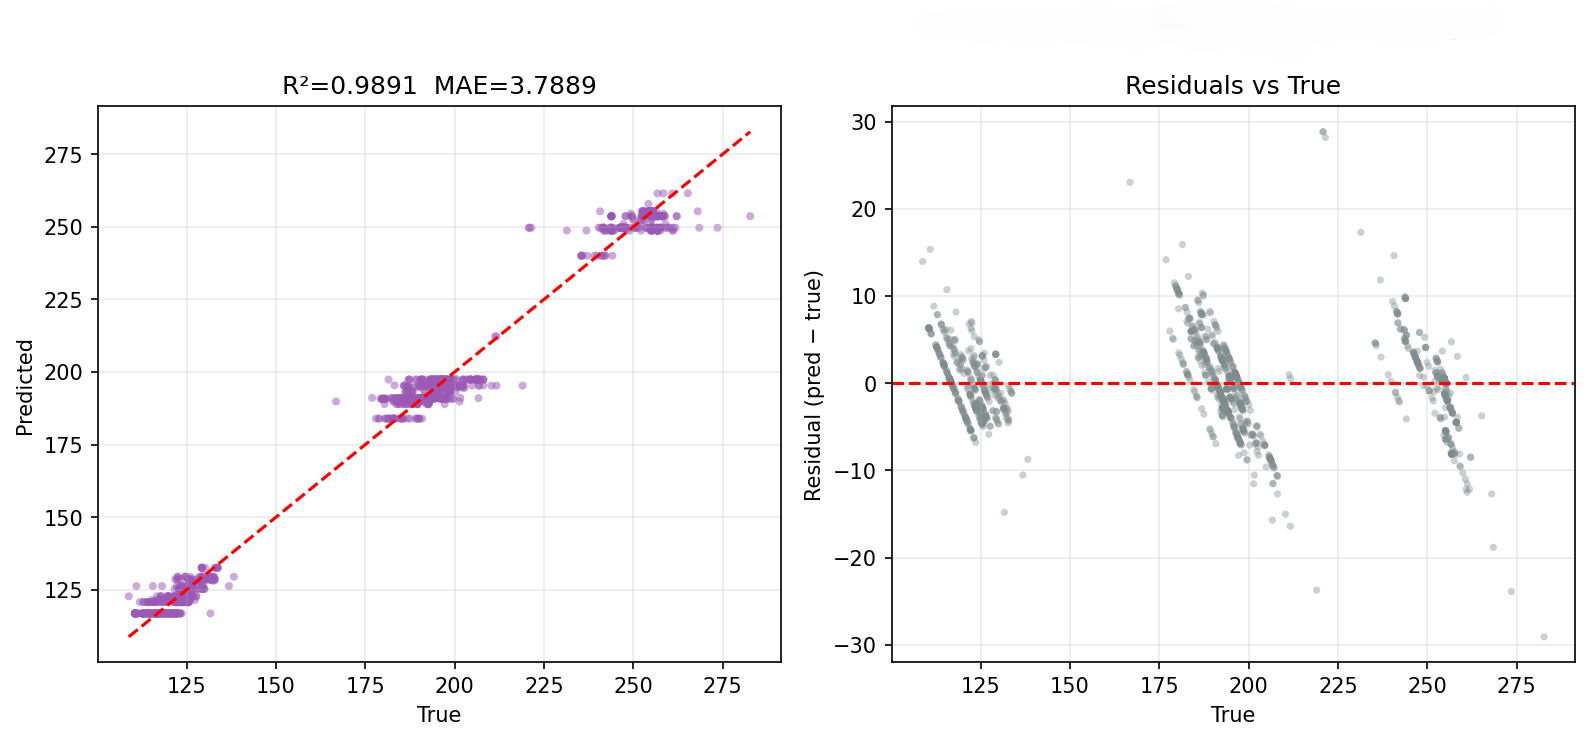 R²=0.9891  MAE=3.7889
275
250
225
200
175
150
125
Predicted
125 150 175 200 225 250 275
True
Residuals vs True
30
20
10
0
−10
−20
−30
Residual (pred − true)
125 150 175 200 225 250 275
True